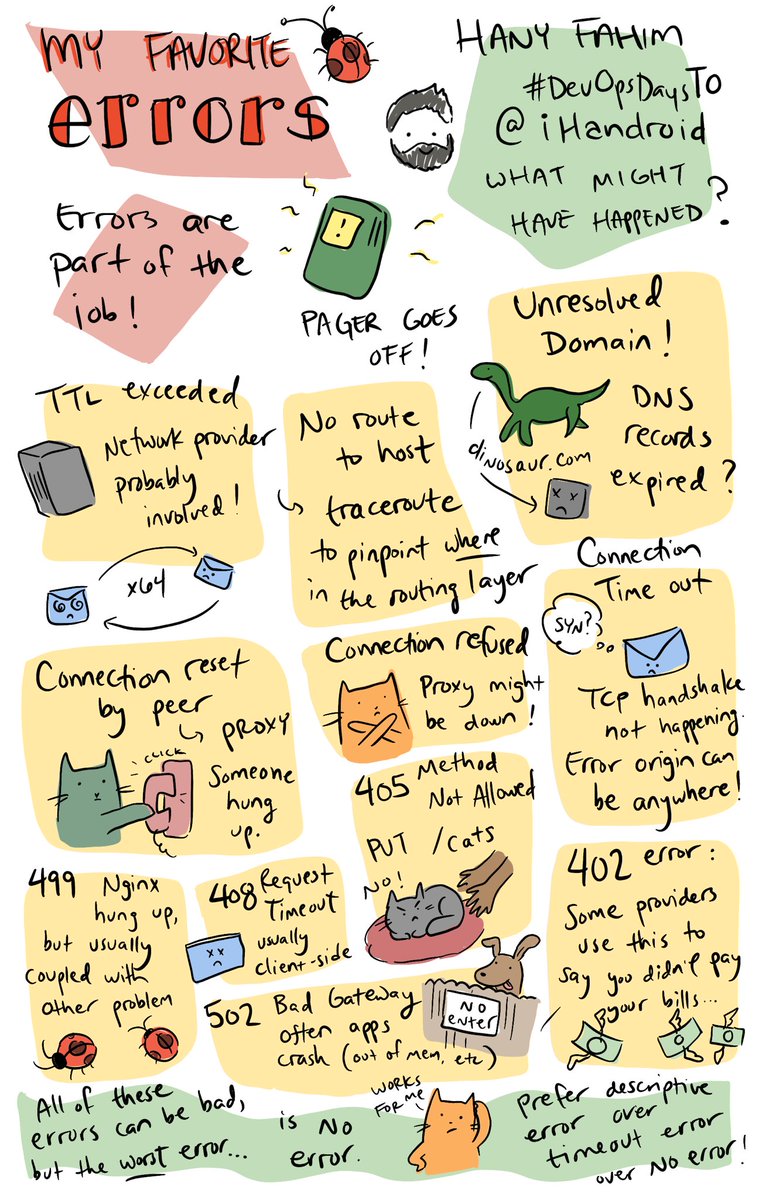 MY FAVORITE
errors
HANY FAHIM
#DevOpsDaysTO
@iHandroid
WHAT MIGHT
HAVE HAPPENED?
Errors are
part of the
job!
!
PAGER GOES
OFF!
Unresolved
Domain!
dinosaur.com
DNS
records
expired?
TTL exceeded
Network provider
probably
involved!
x64
No route
to host
traceroute
to pinpoint where
in the routing layer
Connection
Time out
SYN?
TCP handshake
not happening.
Error origin can
be anywhere!
Connection reset
by peer
PROXY
CLICK
Someone
hung
up.
Connection refused
Proxy might
be down!
405 Method
Not Allowed
PUT /cats
NO!
499 Nginx
hung up,
but usually
coupled with
other problem
408 Request
Timeout
usually
client-side
402 error:
Some providers
use this to
say you didn't pay
your bills...
502 Bad Gateway
often apps
crash (out of mem, etc)
NO
enter
All of these
errors can be bad,
but the worst error...
is NO
error.
WORKS
FOR ME
Prefer descriptive
error over
timeout error
over NO error!